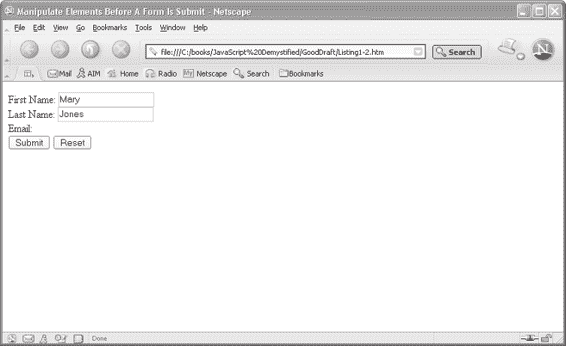 Manipulate Elements Before A Form Is Submit - Netscape
File Edit View Go Bookmarks Tools Window Help
file:///C:/books/JavaScript%20Demystified/GoodDraft/Listing1-2.htm Search
Mail AIM Home Radio Netscape Search Bookmarks
First Name: Mary
Last Name: Jones
Email:
Submit Reset
Done